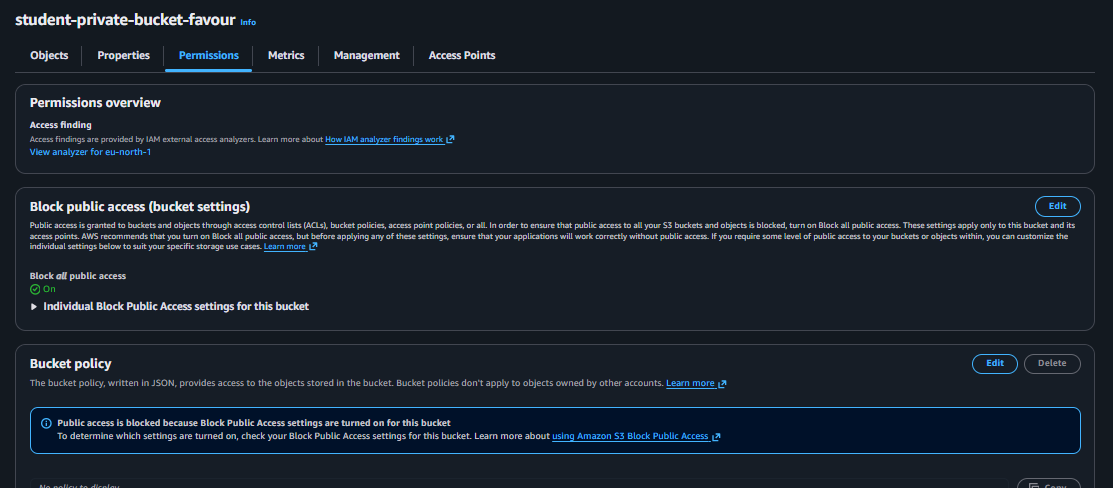 student-private-bucket-favour Info
Objects
Properties
Permissions
Metrics
Management
Access Points
Permissions overview
Access finding
Access findings are provided by IAM external access analyzers. Learn more about How IAM analyzer findings work
View analyzer for eu-north-1
Block public access (bucket settings)
Edit
Public access is granted to buckets and objects through access control lists (ACLs), bucket policies, access point policies, or all. In order to ensure that public access to all your S3 buckets and objects is blocked, turn on Block all public access. These settings apply only to this bucket and its
access points. AWS recommends that you turn on Block all public access, but before applying any of these settings, ensure that your applications will work correctly without public access. If you require some level of public access to your buckets or objects within, you can customize the
individual settings below to suit your specific storage use cases. Learn more
Block all public access
On
Individual Block Public Access settings for this bucket
Bucket policy
Edit
Delete
The bucket policy, written in JSON, provides access to the objects stored in the bucket. Bucket policies don't apply to objects owned by other accounts. Learn more
Public access is blocked because Block Public Access settings are turned on for this bucket
To determine which settings are turned on, check your Block Public Access settings for this bucket. Learn more about using Amazon S3 Block Public Access
No policy to display
Copy